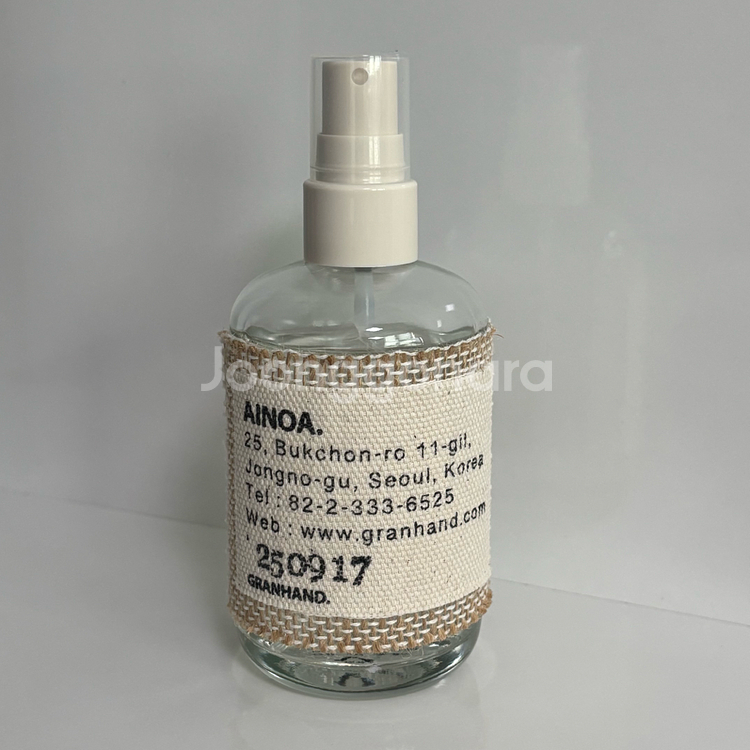 Joonggonara
AINOA.
25, Bukchon-ro 11-gil,
Jongno-gu, Seoul, Korea
Tel : 82-2-333-6525
Web : www.granhand.com
250917
GRANHAND.